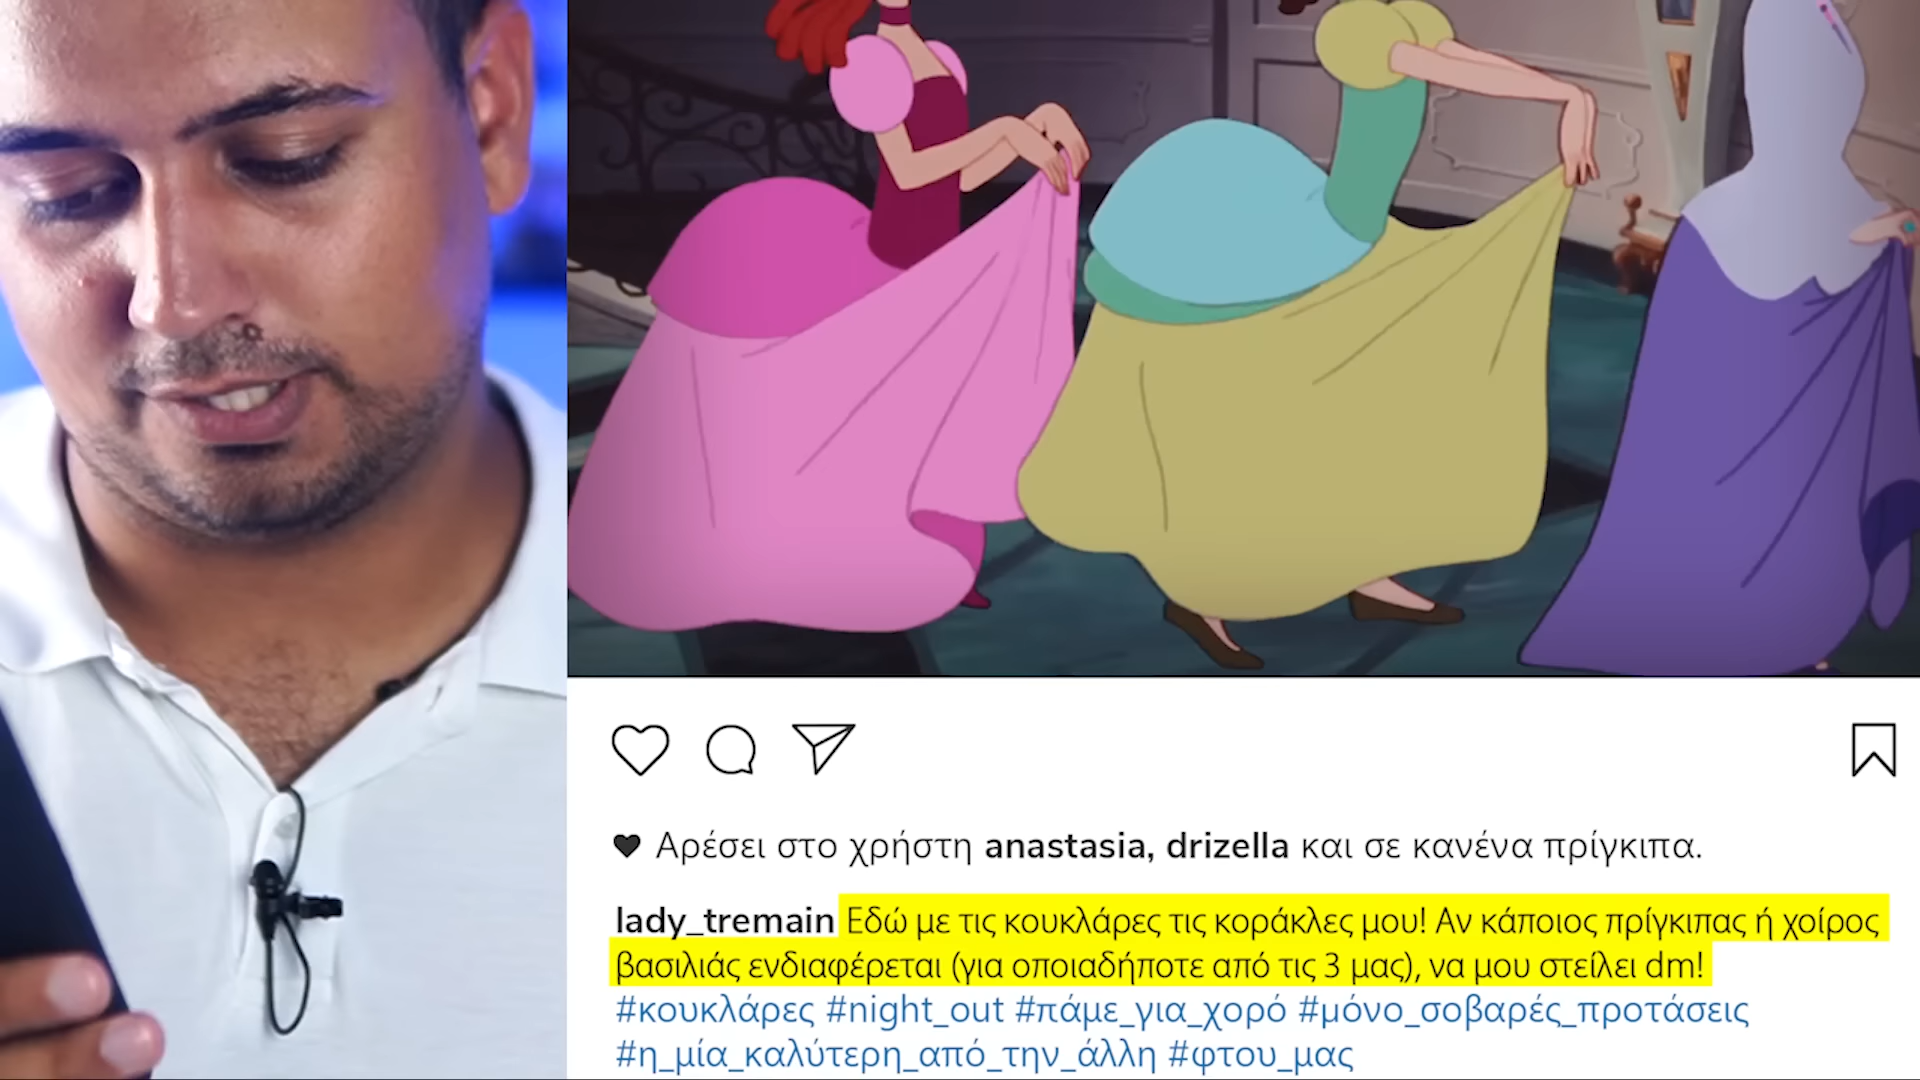 Αρέσει στο χρήστη anastasia, drizella και σε κανένα πρίγκιπα.
lady_tremain Εδώ με τις κουκλάρες τις κοράκλες μου! Αν κάποιος πρίγκιπας ή χοίρος
βασιλιάς ενδιαφέρεται (για οποιαδήποτε από τις 3 μας), να μου στείλει dm!
#κουκλάρες #night_out #πάμε_για_χορό #μόνο_σοβαρές_προτάσεις
#η_μία_καλύτερη_από_την_άλλη #φτου_μας